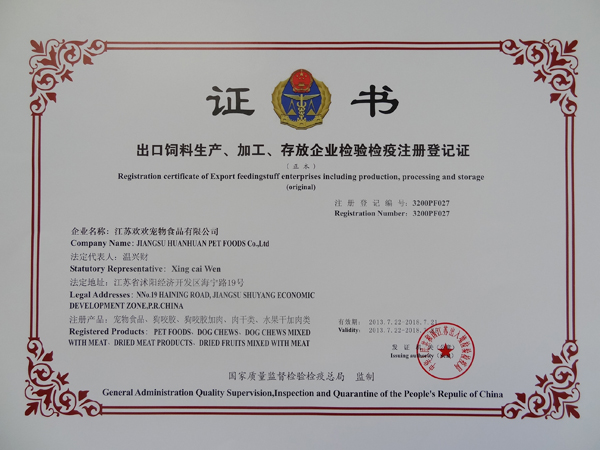 证 书
出口饲料生产、加工、存放企业检验检疫注册登记证
（正本）
Registration certificate of Export feedingstuff enterprises including production, processing and storage
(original)
注 册 登 记 编 号: 3200PF027
Registration Number: 3200PF027
企业名称: 江苏欢欢宠物食品有限公司
Company Name: JIANGSU HUANHUAN PET FOODS Co.,Ltd
法定代表人: 温兴财
Statutory Representative: Xing cai Wen
法定地址: 江苏省沭阳经济开发区海宁路19号
Legal Addresses: NNo.19 HAINING ROAD, JIANGSU SHUYANG ECONOMIC
DEVELOPMENT ZONE,P.R.CHINA
注册产品: 宠物食品, 狗咬胶, 狗咬胶加肉, 肉干类, 水果干加肉类
Registered Products: PET FOODS, DOG CHEWS, DOG CHEWS MIXED
WITH MEAT, DRIED MEAT PRODUCTS, DRIED FRUITS MIXED WITH MEAT
有效期: 2013.7.22-2018.7.21
Validity: 2013.7.22-2018.7
发 证 机 关
Issuing authority
国家质量监督检验检疫总局 监制
General Administration Quality Supervision,Inspection and Quarantine of the People's Republic of China